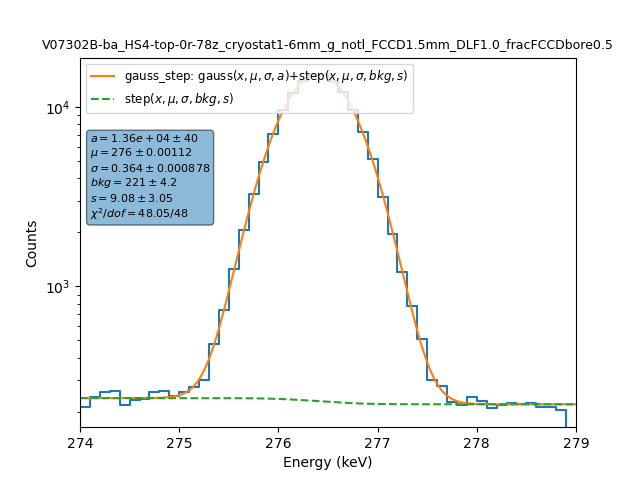 V07302B-ba_HS4-top-0r-78z_cryostat1-6mm_g_notl_FCCD1.5mm_DLF1.0_fracFCCDbore0.5
gauss_step: gauss(x, μ, σ, a)+step(x, μ, σ, bkg, s)
step(x, μ, σ, bkg, s)
10⁴
a = 1.36e + 04 ± 40
μ = 276 ± 0.00112
σ = 0.364 ± 0.000878
bkg = 221 ± 4.2
s = 9.08 ± 3.05
χ²/dof = 48.05/48
Counts
10³
274 275 276 277 278 279
Energy (keV)